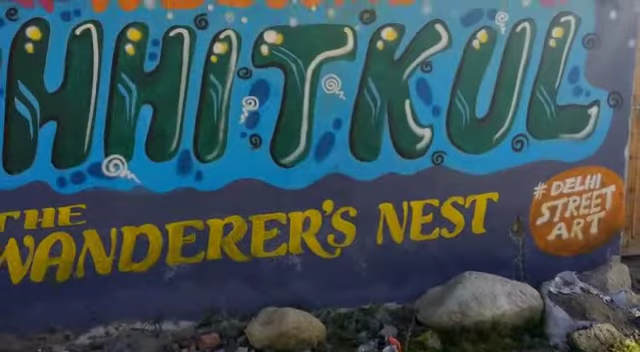 HHITKUL
THE
WANDERER'S NEST
# DELHI
STREET
ART